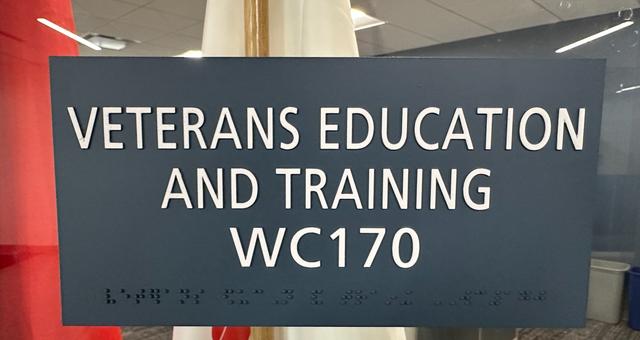 VETERANS EDUCATION
AND TRAINING
WC170